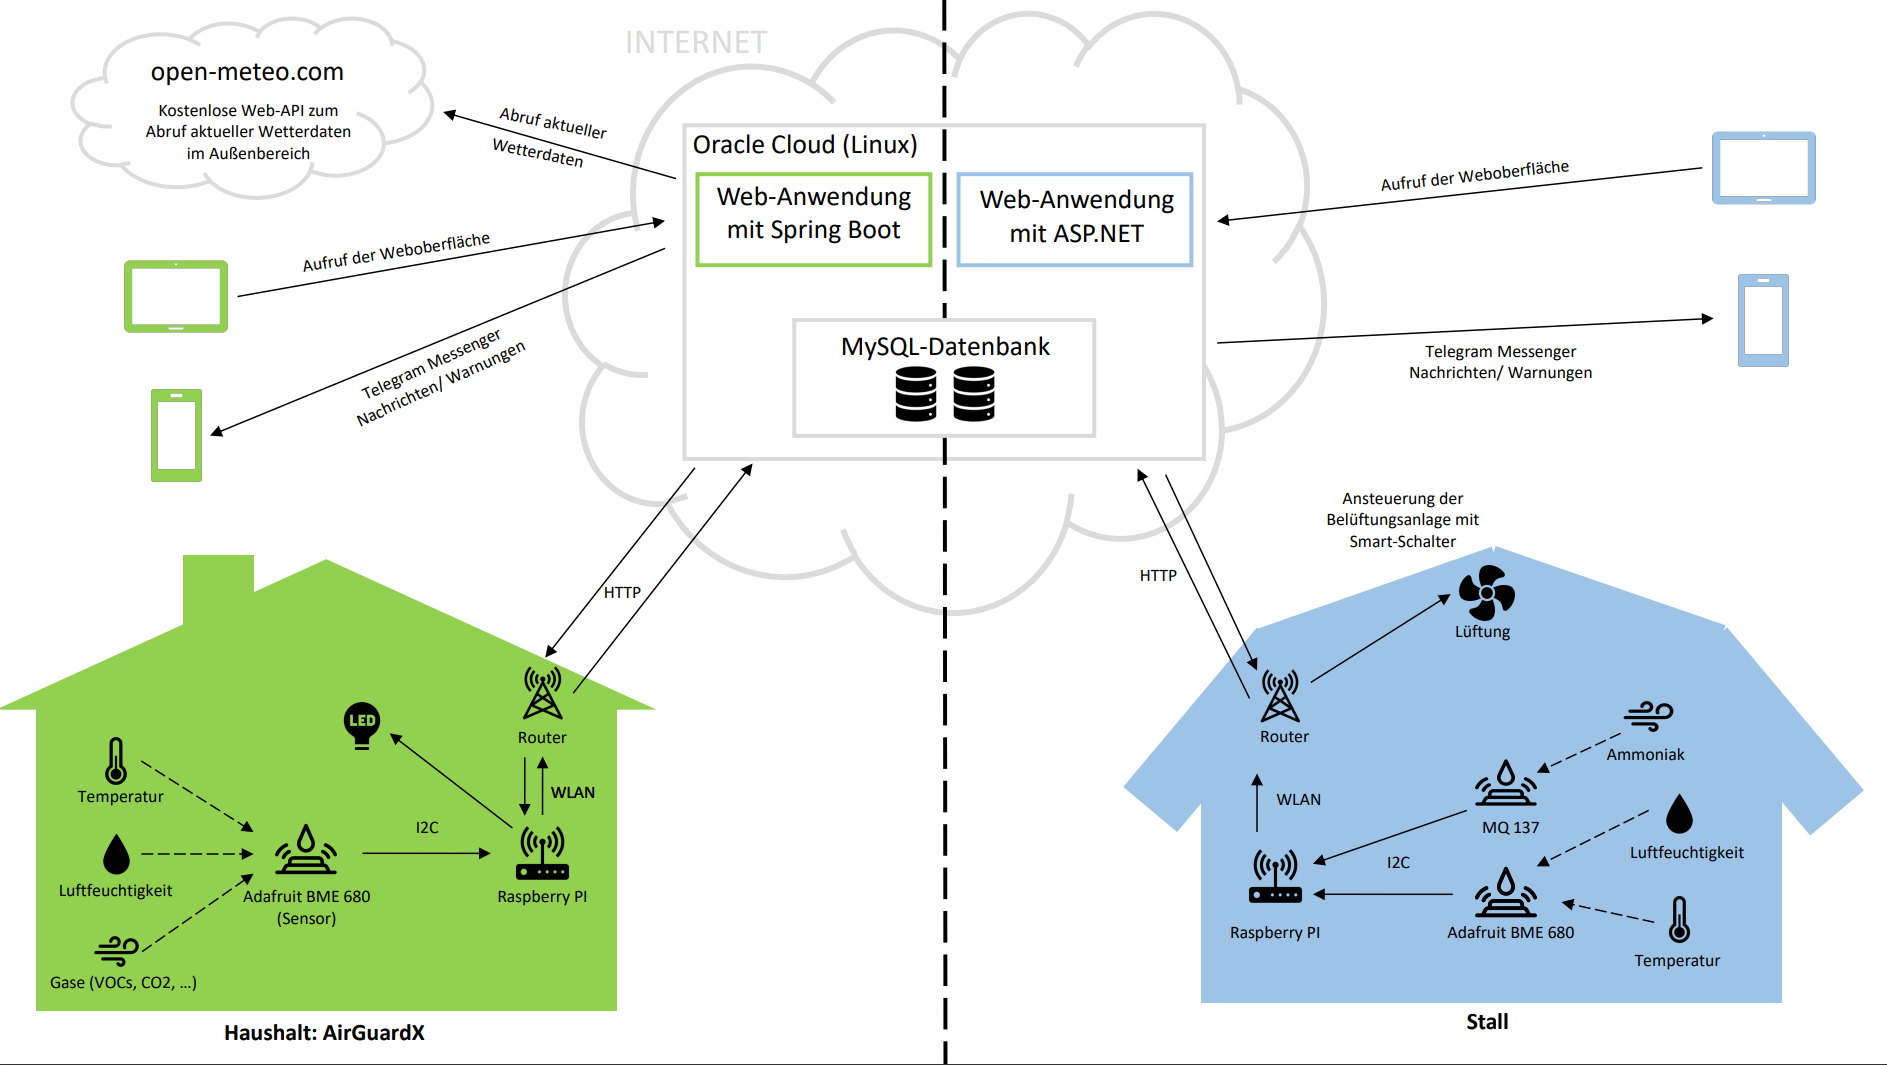 INTERNET
open-meteo.com
Kostenlose Web-API zum
Abruf aktueller Wetterdaten
im Außenbereich
Abruf aktueller
Wetterdaten
Oracle Cloud (Linux)
Web-Anwendung
mit Spring Boot
Web-Anwendung
mit ASP.NET
MySQL-Datenbank
Aufruf der Weboberfläche
Telegram Messenger
Nachrichten/ Warnungen
Aufruf der Weboberfläche
Telegram Messenger
Nachrichten/ Warnungen
HTTP
HTTP
Ansteuerung der
Belüftungsanlage mit
Smart-Schalter
LED
Router
WLAN
Temperatur
I2C
Luftfeuchtigkeit
Adafruit BME 680
(Sensor)
Raspberry PI
Gase (VOCs, CO2, ...)
Haushalt: AirGuardX
Lüftung
Router
Ammoniak
WLAN
MQ 137
Luftfeuchtigkeit
I2C
Raspberry PI
Adafruit BME 680
Temperatur
Stall